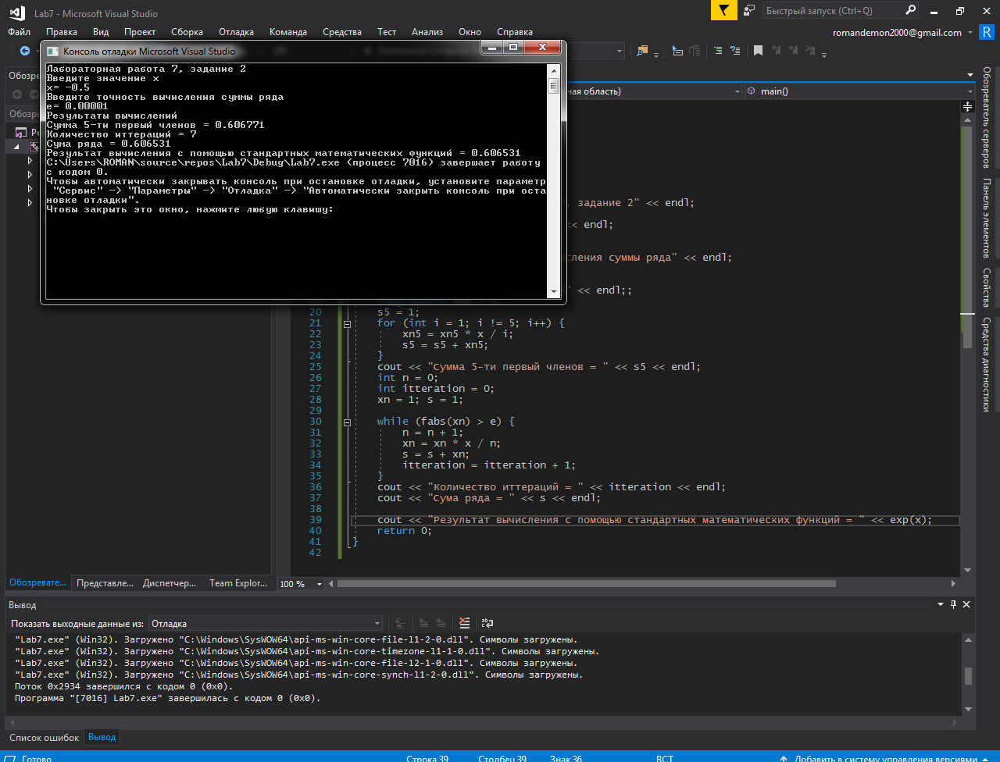 Lab7 - Microsoft Visual Studio
Быстрый запуск (Ctrl+Q)
Файл Правка Вид Проект Сборка Отладка Команда Средства Тест Анализ Окно Справка
romandemon2000@gmail.com R
Консоль отладки Microsoft Visual Studio
Лабораторная работа 7, задание 2
Введите значение x
x= -0.5
Введите точность вычисления суммы ряда
e= 0.00001
Результаты вычислений
Сумма 5-ти первый членов = 0.606771
Количество иттераций = 7
Сума ряда = 0.606531
Результат вычисления с помощью стандартных математических функций = 0.606531
C:\Users\ROMAN\source\repos\Lab7\Debug\Lab7.exe (процесс 7016) завершает работу
с кодом 0.
Чтобы автоматически закрывать консоль при остановке отладки, установите параметр
"Сервис" -> "Параметры" -> "Отладка" -> "Автоматически закрыть консоль при оста
новке отладки".
Чтобы закрыть это окно, нажмите любую клавишу:
Обозре
Обозре
Ре
ная область)
main()
, задание 2" << endl;
<< endl;
сления суммы ряда" << endl;
" << endl;;
20 s5 = 1;
21 for (int i = 1; i != 5; i++) {
22 xn5 = xn5 * x / i;
23 s5 = s5 + xn5;
24 }
25 cout << "Сумма 5-ти первый членов = " << s5 << endl;
26 int n = 0;
27 int itteration = 0;
28 xn = 1; s = 1;
29
30 while (fabs(xn) > e) {
31 n = n + 1;
32 xn = xn * x / n;
33 s = s + xn;
34 itteration = itteration + 1;
35 }
36 cout << "Количество иттераций = " << itteration << endl;
37 cout << "Сума ряда = " << s << endl;
38
39 cout << "Результат вычисления с помощью стандартных математических функций = " << exp(x);
40 return 0;
41 }
42
Обозреватель серверов
Панель элементов
Свойства
Средства диагностики
Обозревате... Представле... Диспетчер... Team Explor...
100 %
Вывод
Показать выходные данные из: Отладка
"Lab7.exe" (Win32). Загружено "C:\Windows\SysWOW64\api-ms-win-core-file-l1-2-0.dll". Символы загружены.
"Lab7.exe" (Win32). Загружено "C:\Windows\SysWOW64\api-ms-win-core-timezone-l1-1-0.dll". Символы загружены.
"Lab7.exe" (Win32). Загружено "C:\Windows\SysWOW64\api-ms-win-core-file-l2-1-0.dll". Символы загружены.
"Lab7.exe" (Win32). Загружено "C:\Windows\SysWOW64\api-ms-win-core-synch-l1-2-0.dll". Символы загружены.
Поток 0x2934 завершился с кодом 0 (0x0).
Программа "[7016] Lab7.exe" завершилась с кодом 0 (0x0).
Список ошибок Вывод
Готово Строка 39 Столбец 39 Знак 36 ВСТ Добавить в систему управления версиями